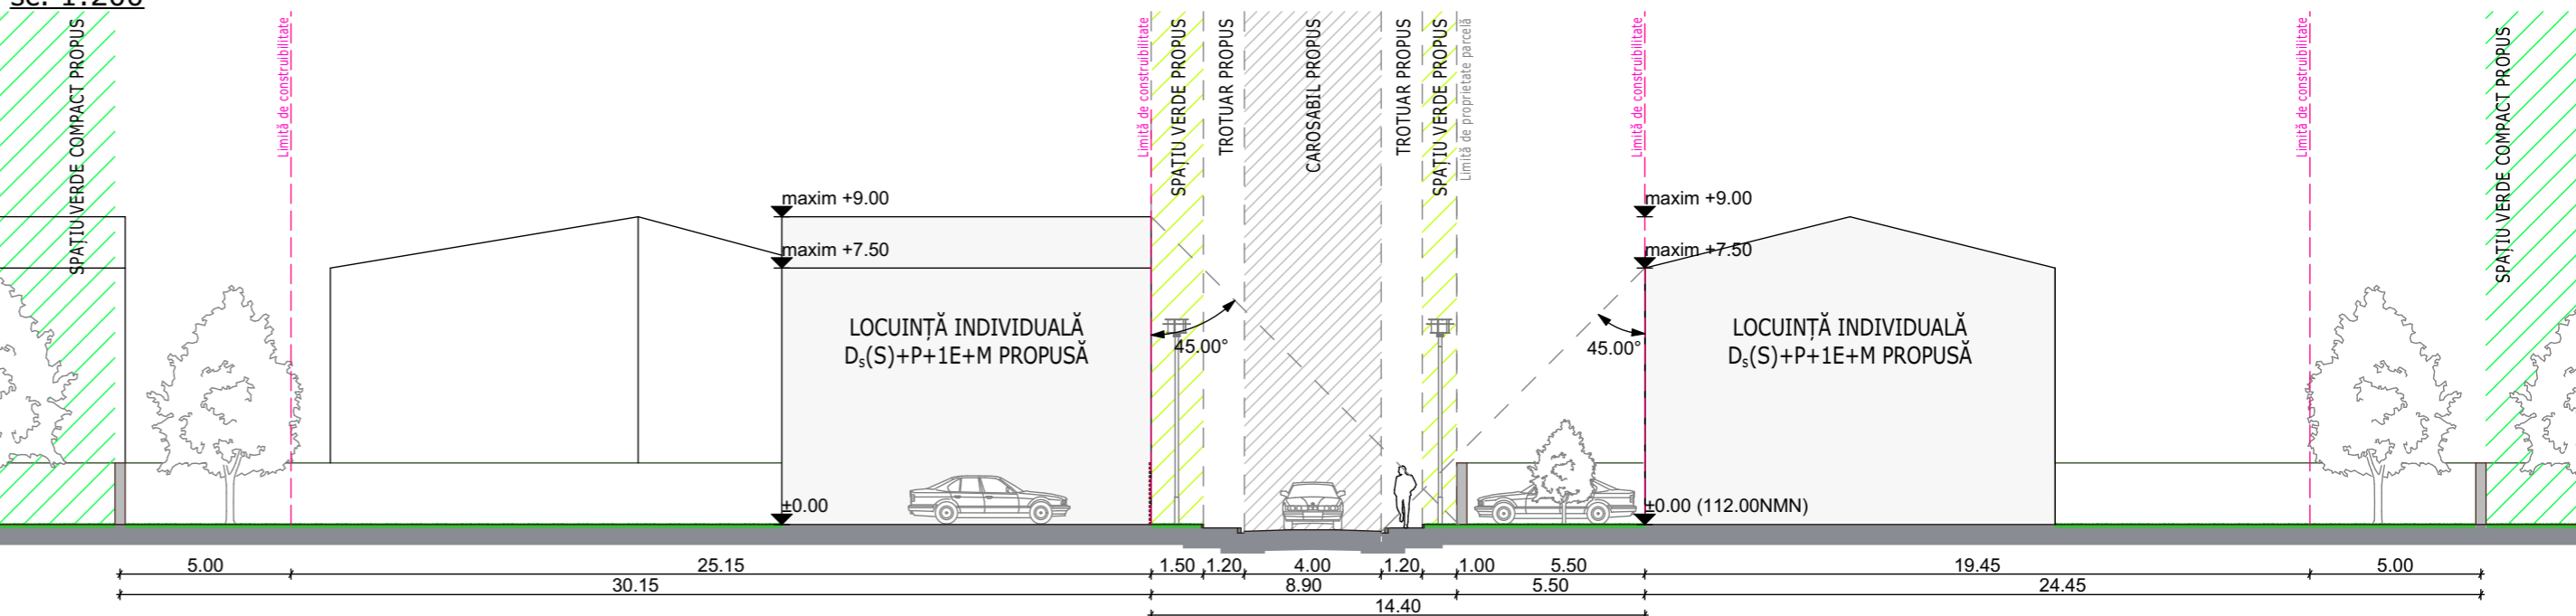 sc. 1:200
SPAȚIU VERDE COMPACT PROPUS
Limită de construibilitate
Limită de construibilitate
SPAȚIU VERDE PROPUS
TROTUAR PROPUS
CAROSABIL PROPUS
TROTUAR PROPUS
SPAȚIU VERDE PROPUS
Limită de proprietate parcelă
Limită de construibilitate
Limită de construibilitate
SPAȚIU VERDE COMPACT PROPUS
maxim +9.00
maxim +9.00
maxim +7.50
maxim +7.50
LOCUINȚĂ INDIVIDUALĂ
Dₛ(S)+P+1E+M PROPUSĂ
45.00°
45.00°
LOCUINȚĂ INDIVIDUALĂ
Dₛ(S)+P+1E+M PROPUSĂ
±0.00
±0.00 (112.00NMN)
5.00 25.15 1.50 1.20 4.00 1.20 1.00 5.50 19.45 5.00
30.15 8.90 5.50 24.45
14.40